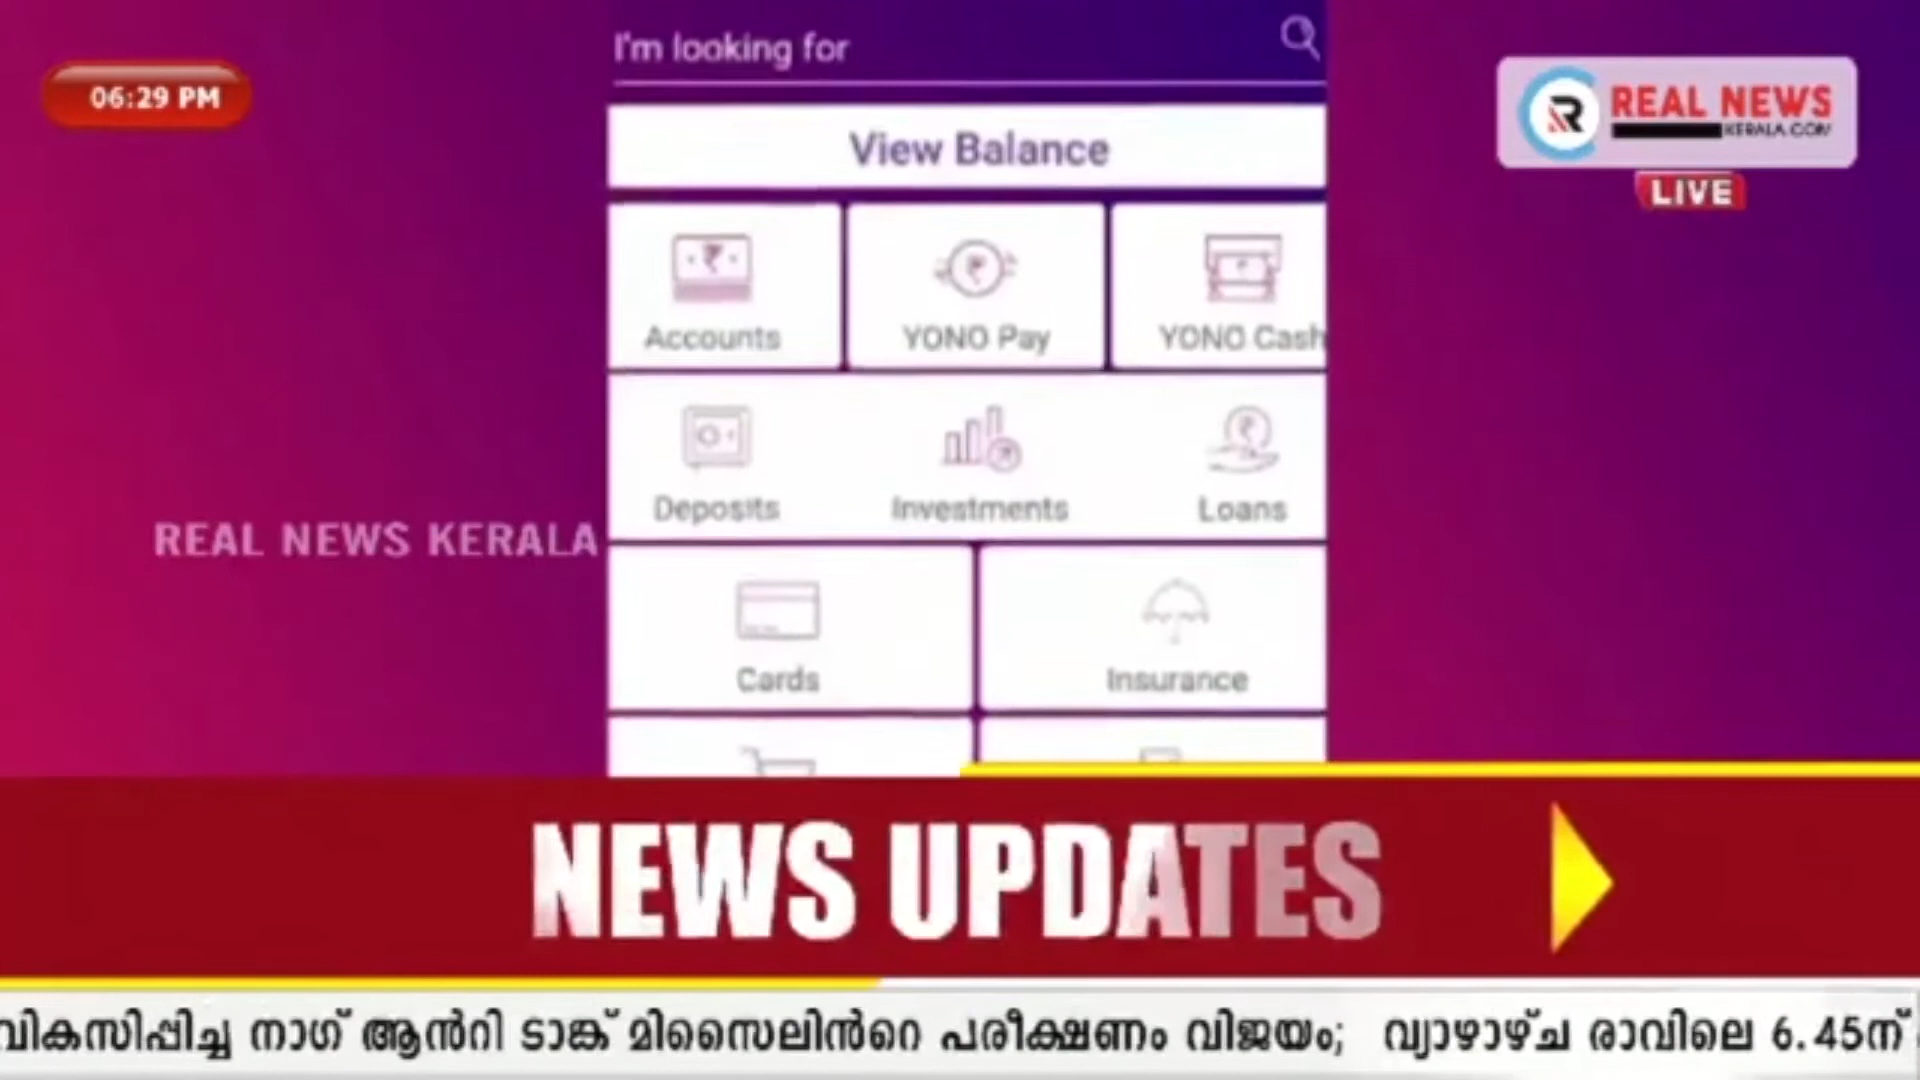 I'm looking for
06:29 PM
REAL NEWS
KERALA.COM
LIVE
View Balance
Accounts
YONO Pay
YONO Cash
Deposits
Investments
Loans
REAL NEWS KERALA
Cards
Insurance
NEWS UPDATES
വികസിപ്പിച്ച നാഗ് ആൻറി ടാങ്ക് മിസൈലിൻറെ പരീക്ഷണം വിജയം; വ്യാഴാഴ്ച രാവിലെ 6.45ന്